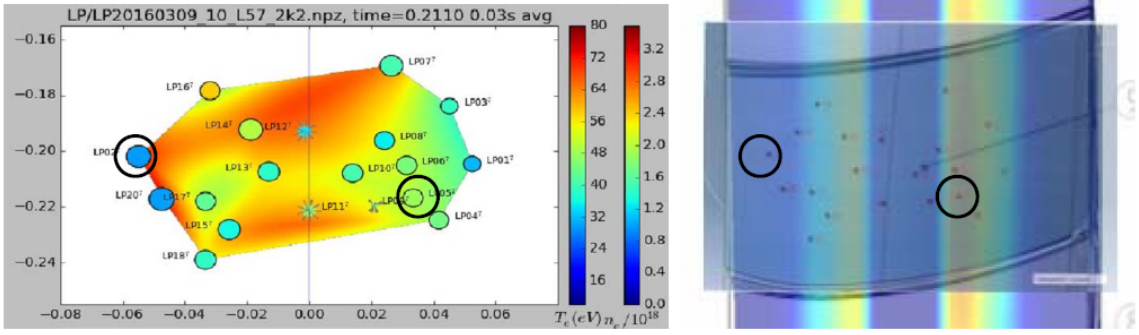 LP/LP20160309_10_L57_2k2.npz, time=0.2110 0.03s avg
−0.16
−0.18
−0.20
−0.22
−0.24
−0.08 −0.06 −0.04 −0.02 0.00 0.02 0.04 0.06
LP07ᵀ
LP16ᵀ
LP03ᵀ
LP14ᵀ LP12ᵀ
LP08ᵀ
LP02ᵀ
LP13ᵀ LP10ᵀ LP06ᵀ LP01ᵀ
LP20ᵀ LP17ᵀ LP05ᵀ
LP11ᵀ
LP15ᵀ LP04ᵀ
LP18ᵀ
80
72
64
56
48
40
32
24
16
3.6
3.2
2.8
2.4
2.0
1.6
1.2
0.8
0.4
0.0
Tₑ(eV) nₑ/10¹⁸